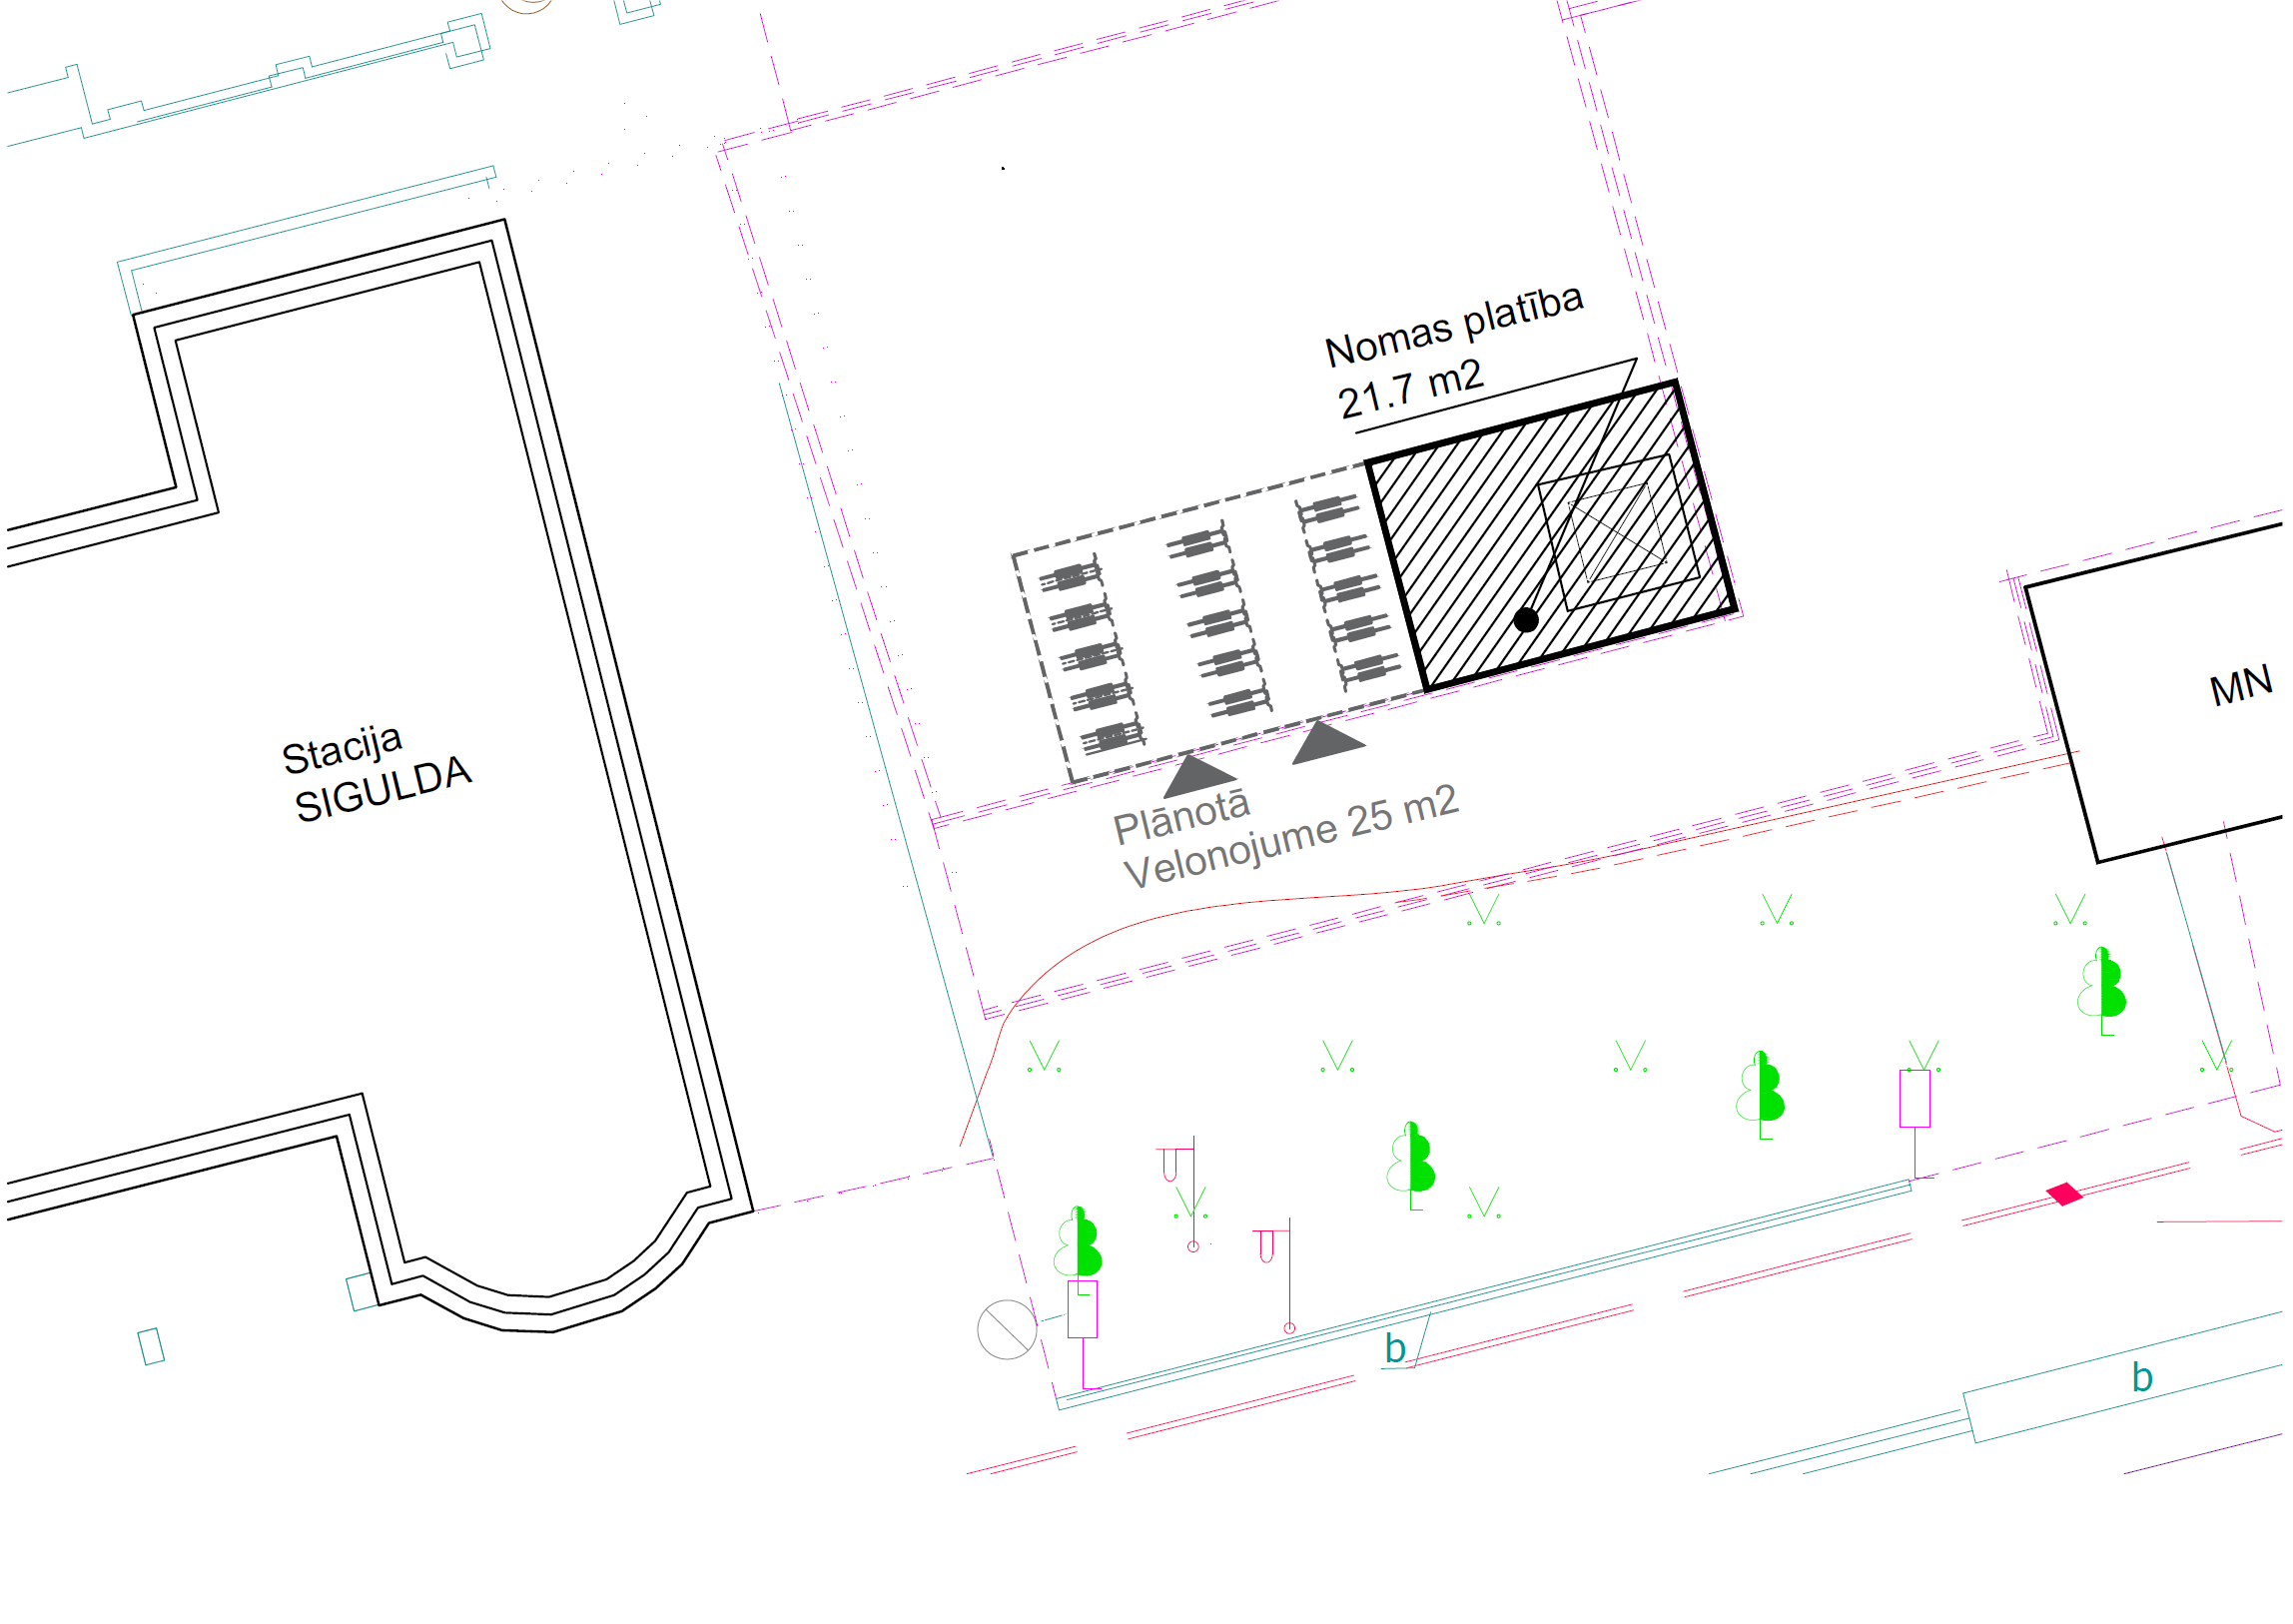 Nomas platība
21.7 m2
MN
Stacija
SIGULDA
Plānotā
Velonojume 25 m2
b
b